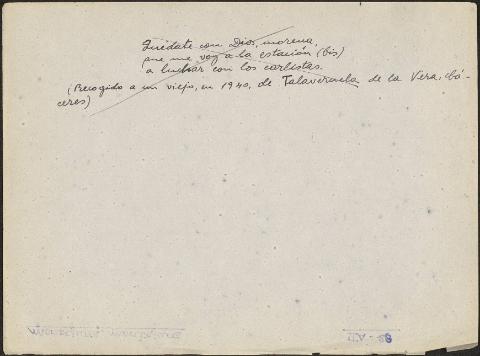 Quédate con Dios, morena,
que me voy a la estación (bis)
a luchar con los carlistas.
(Recogido a un viejo, en 1940, de Talaveruela de la Vera, Cá-
ceres)